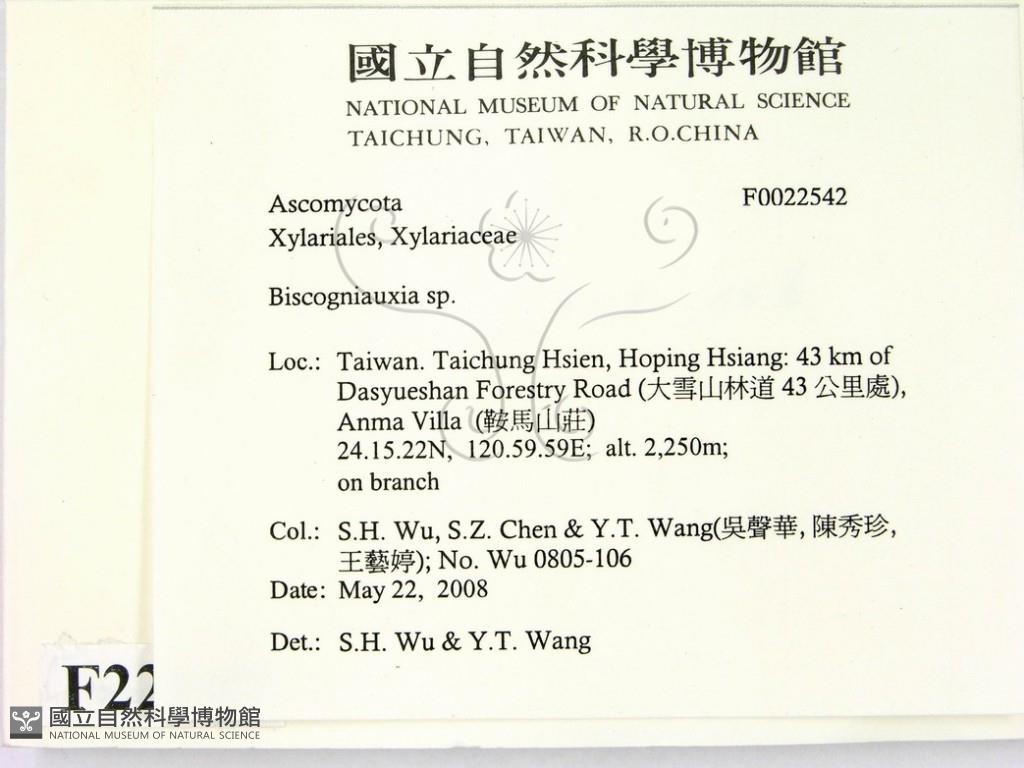 國立自然科學博物館
NATIONAL MUSEUM OF NATURAL SCIENCE
TAICHUNG, TAIWAN, R.O.CHINA
Ascomycota F0022542
Xylariales, Xylariaceae
Biscogniauxia sp.
Loc.: Taiwan. Taichung Hsien, Hoping Hsiang: 43 km of
Dasyueshan Forestry Road (大雪山林道 43 公里處),
Anma Villa (鞍馬山莊)
24.15.22N, 120.59.59E; alt. 2,250m;
on branch
Col.: S.H. Wu, S.Z. Chen & Y.T. Wang(吳聲華, 陳秀珍,
王藝婷); No. Wu 0805-106
Date: May 22, 2008
Det.: S.H. Wu & Y.T. Wang
F22
國立自然科學博物館
NATIONAL MUSEUM OF NATURAL SCIENCE